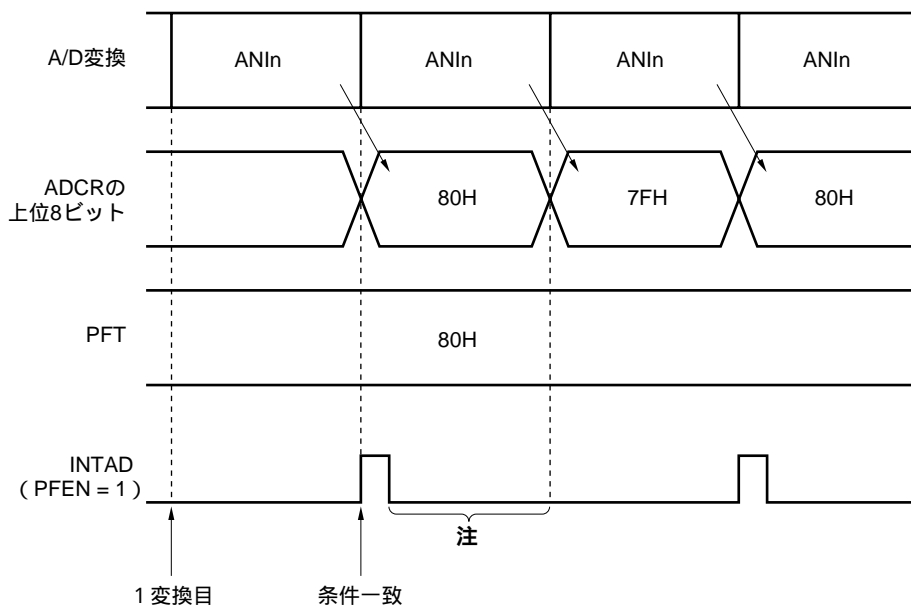 A/D変換
ANIn
ANIn
ANIn
ANIn
ADCRの
上位8ビット
80H
7FH
80H
PFT
80H
INTAD
（PFEN = 1）
注
1 変換目
条件一致